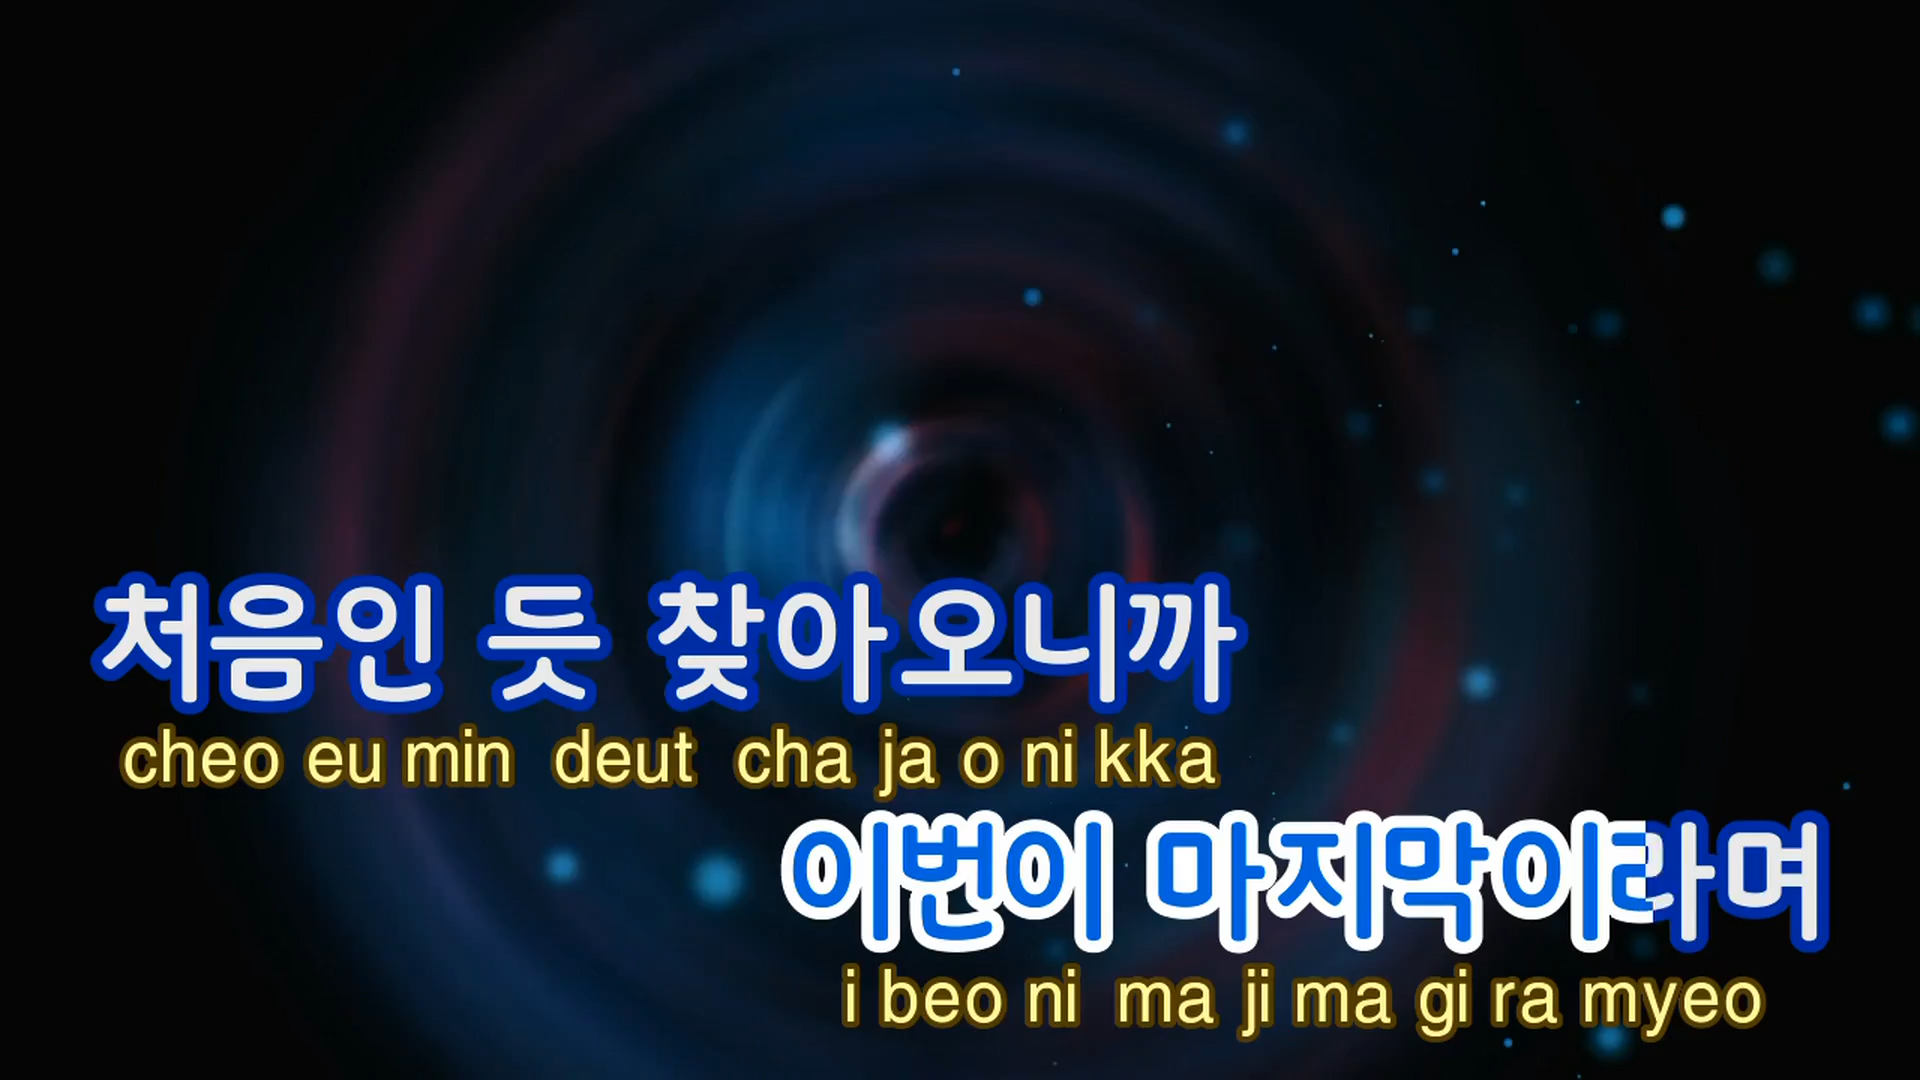 처음인 듯 찾아오니까
cheo eu min deut cha ja o ni kka
이번이 마지막이라며
i beo ni ma ji ma gi ra myeo